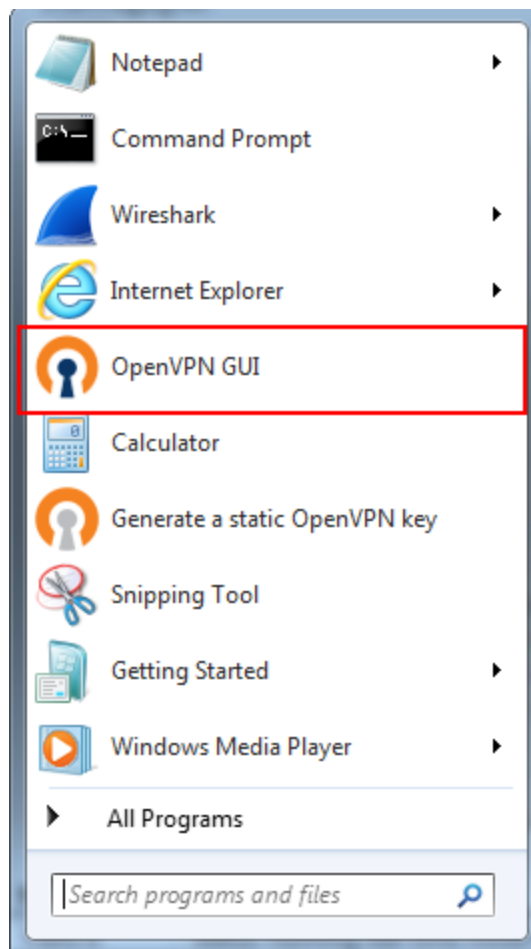 Notepad
C:\_
Command Prompt
Wireshark
Internet Explorer
OpenVPN GUI
0
Calculator
Generate a static OpenVPN key
Snipping Tool
Getting Started
Windows Media Player
All Programs
Search programs and files